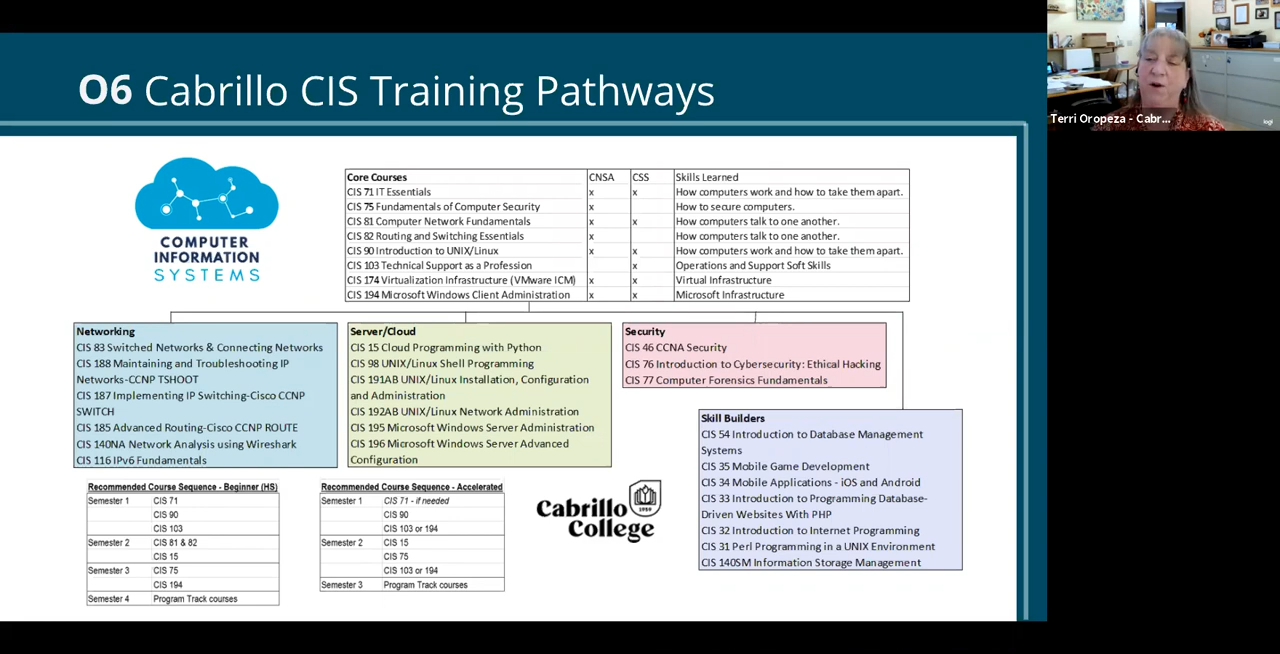 O6 Cabrillo CIS Training Pathways
Terri Oropeza - Cabr...
logi
COMPUTER
INFORMATION
SYSTEMS
Core Courses CNSA CSS Skills Learned
CIS 71 IT Essentials x x How computers work and how to take them apart.
CIS 75 Fundamentals of Computer Security x How to secure computers.
CIS 81 Computer Network Fundamentals x x How computers talk to one another.
CIS 82 Routing and Switching Essentials x How computers talk to one another.
CIS 90 Introduction to UNIX/Linux x x How computers work and how to take them apart.
CIS 103 Technical Support as a Profession x Operations and Support Soft Skills
CIS 174 Virtualization Infrastructure (VMware ICM) x x Virtual Infrastructure
CIS 194 Microsoft Windows Client Administration x x Microsoft Infrastructure
Networking
CIS 83 Switched Networks & Connecting Networks
CIS 188 Maintaining and Troubleshooting IP
Networks-CCNP TSHOOT
CIS 187 Implementing IP Switching-Cisco CCNP
SWITCH
CIS 185 Advanced Routing-Cisco CCNP ROUTE
CIS 140NA Network Analysis using Wireshark
CIS 116 IPv6 Fundamentals
Server/Cloud
CIS 15 Cloud Programming with Python
CIS 98 UNIX/Linux Shell Programming
CIS 191AB UNIX/Linux Installation, Configuration
and Administration
CIS 192AB UNIX/Linux Network Administration
CIS 195 Microsoft Windows Server Administration
CIS 196 Microsoft Windows Server Advanced
Configuration
Security
CIS 46 CCNA Security
CIS 76 Introduction to Cybersecurity: Ethical Hacking
CIS 77 Computer Forensics Fundamentals
Skill Builders
CIS 54 Introduction to Database Management
Systems
CIS 35 Mobile Game Development
CIS 34 Mobile Applications - iOS and Android
CIS 33 Introduction to Programming Database-
Driven Websites With PHP
CIS 32 Introduction to Internet Programming
CIS 31 Perl Programming in a UNIX Environment
CIS 140SM Information Storage Management
Recommended Course Sequence - Beginner (HS)
Semester 1 CIS 71
CIS 90
CIS 103
Semester 2 CIS 81 & 82
CIS 15
Semester 3 CIS 75
CIS 194
Semester 4 Program Track courses
Recommended Course Sequence - Accelerated
Semester 1 CIS 71 - if needed
CIS 90
CIS 103 or 194
Semester 2 CIS 15
CIS 75
CIS 103 or 194
Semester 3 Program Track courses
Cabrillo
College
1959